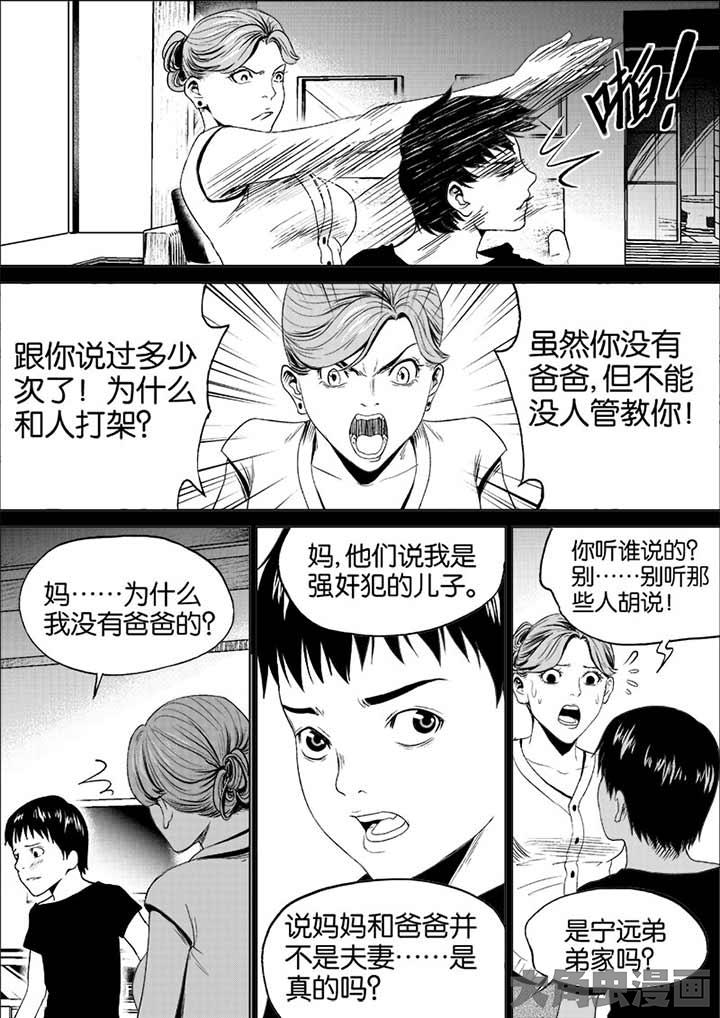 啪！
跟你说过多少
次了！为什么
和人打架？
虽然你没有
爸爸，但不能
没人管教你！
妈……为什么
我没有爸爸的？
妈，他们说我是
强奸犯的儿子。
说妈妈和爸爸并
不是夫妻……是
真的吗？
你听谁说的？
别……别听那
些人胡说！
是宁远弟
弟家吗？
大角虫漫画